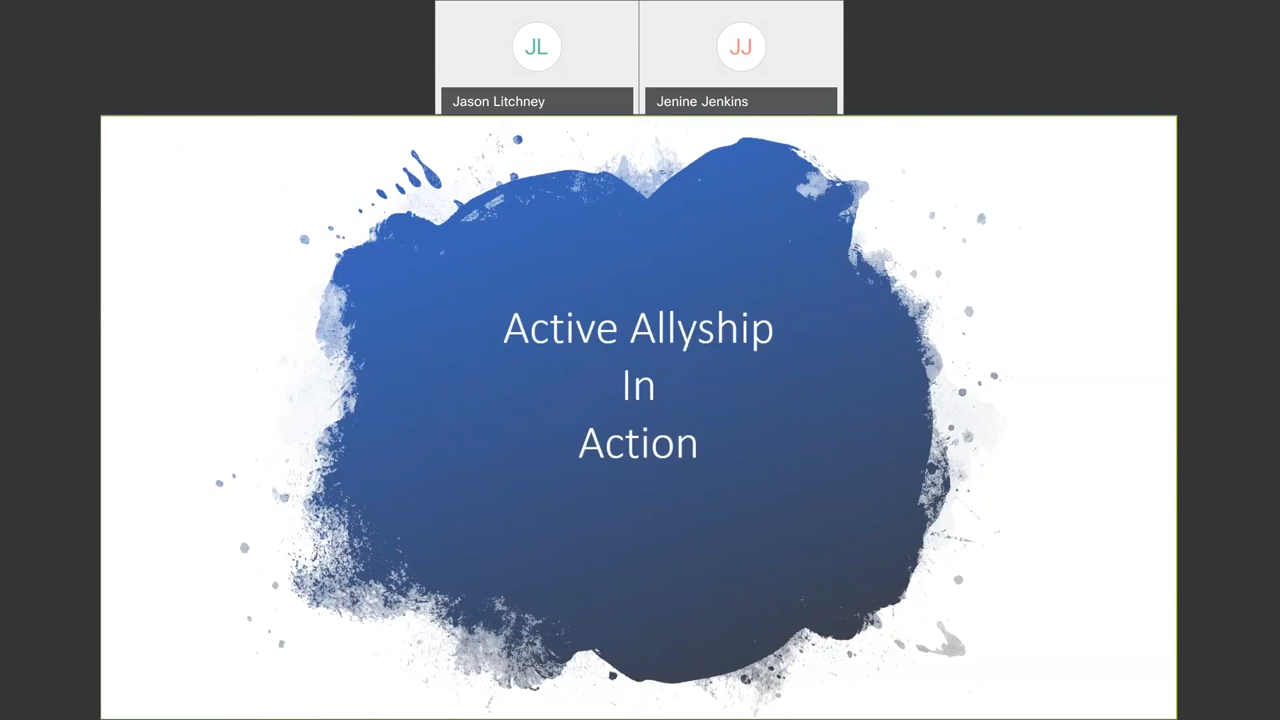 JL
JJ
Jason Litchney
Jenine Jenkins
Active Allyship
In
Action